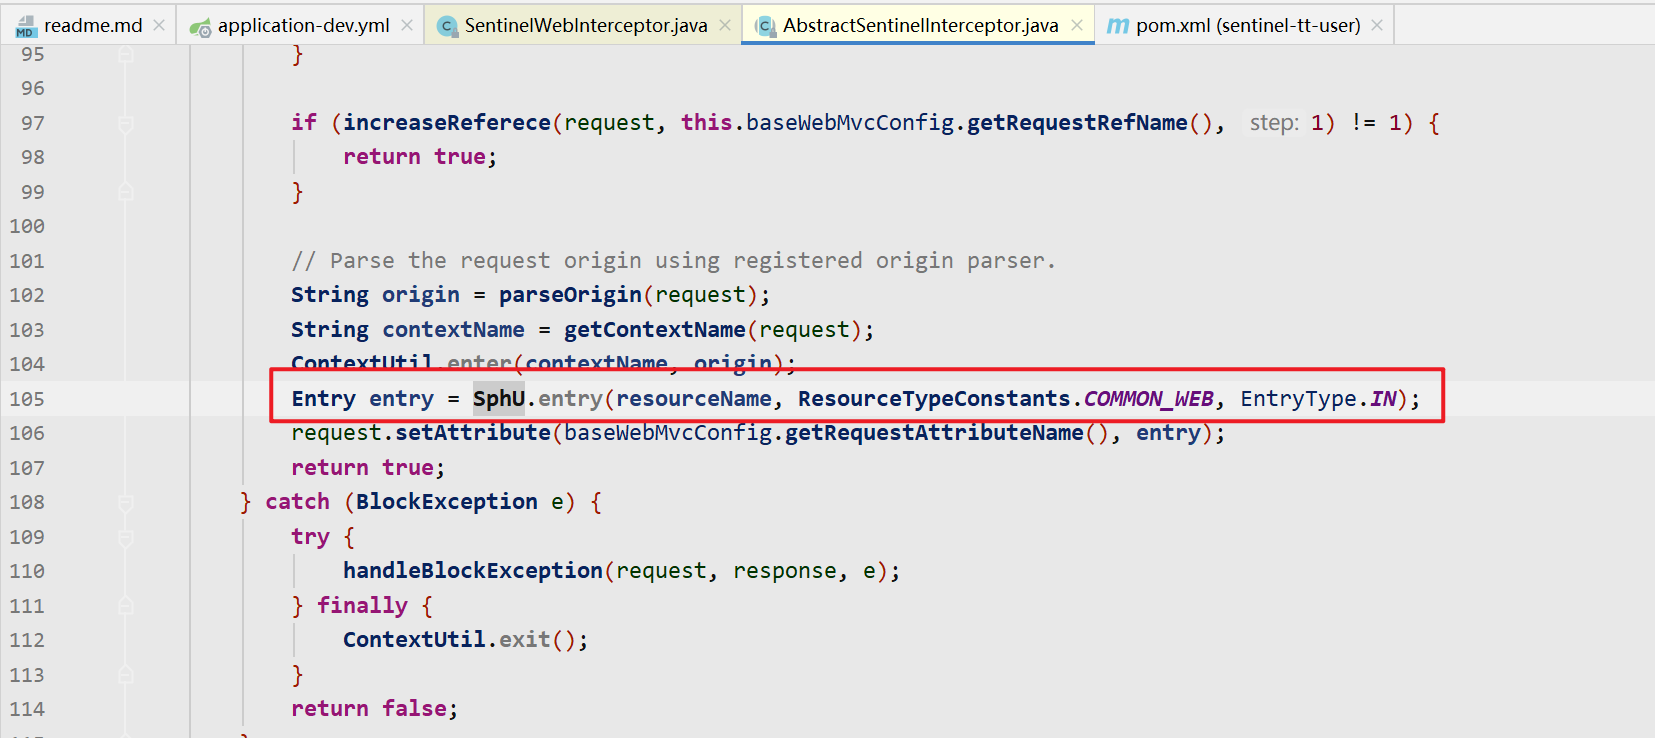 readme.md application-dev.yml SentinelWebInterceptor.java AbstractSentinelInterceptor.java pom.xml (sentinel-tt-user)
95 }
96
97 if (increaseReferece(request, this.baseWebMvcConfig.getRequestRefName(), step: 1) != 1) {
98 return true;
99 }
100
101 // Parse the request origin using registered origin parser.
102 String origin = parseOrigin(request);
103 String contextName = getContextName(request);
104 ContextUtil.enter(contextName, origin);
105 Entry entry = SphU.entry(resourceName, ResourceTypeConstants.COMMON_WEB, EntryType.IN);
106 request.setAttribute(baseWebMvcConfig.getRequestAttributeName(), entry);
107 return true;
108 } catch (BlockException e) {
109 try {
110 handleBlockException(request, response, e);
111 } finally {
112 ContextUtil.exit();
113 }
114 return false;